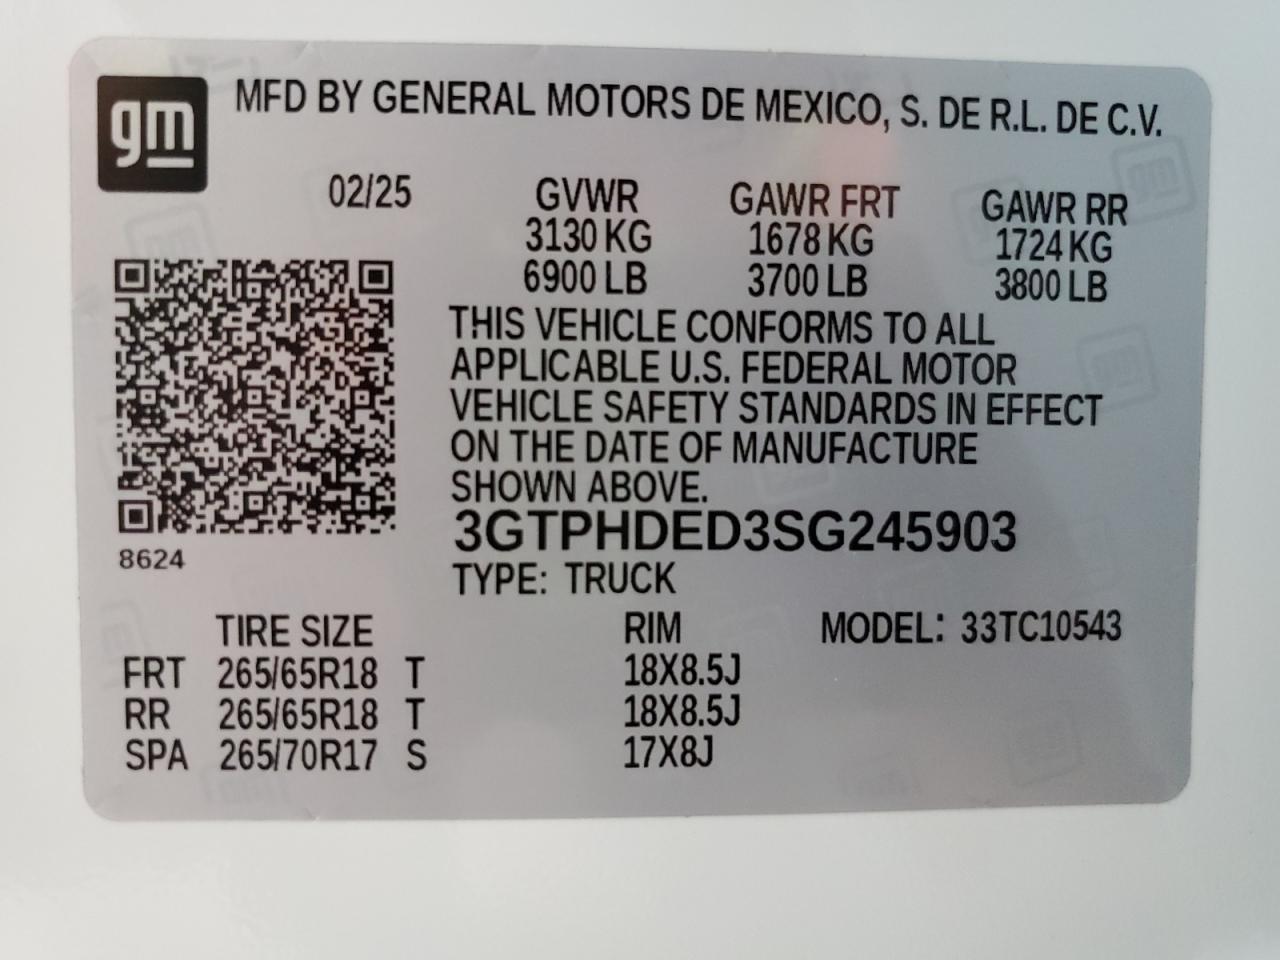 gm
MFD BY GENERAL MOTORS DE MEXICO, S. DE R.L. DE C.V.
02/25 GVWR GAWR FRT GAWR RR
3130 KG 1678 KG 1724 KG
6900 LB 3700 LB 3800 LB
THIS VEHICLE CONFORMS TO ALL
APPLICABLE U.S. FEDERAL MOTOR
VEHICLE SAFETY STANDARDS IN EFFECT
ON THE DATE OF MANUFACTURE
SHOWN ABOVE.
3GTPHDED3SG245903
8624
TYPE: TRUCK
TIRE SIZE RIM MODEL: 33TC10543
FRT 265/65R18 T 18X8.5J
RR 265/65R18 T 18X8.5J
SPA 265/70R17 S 17X8J